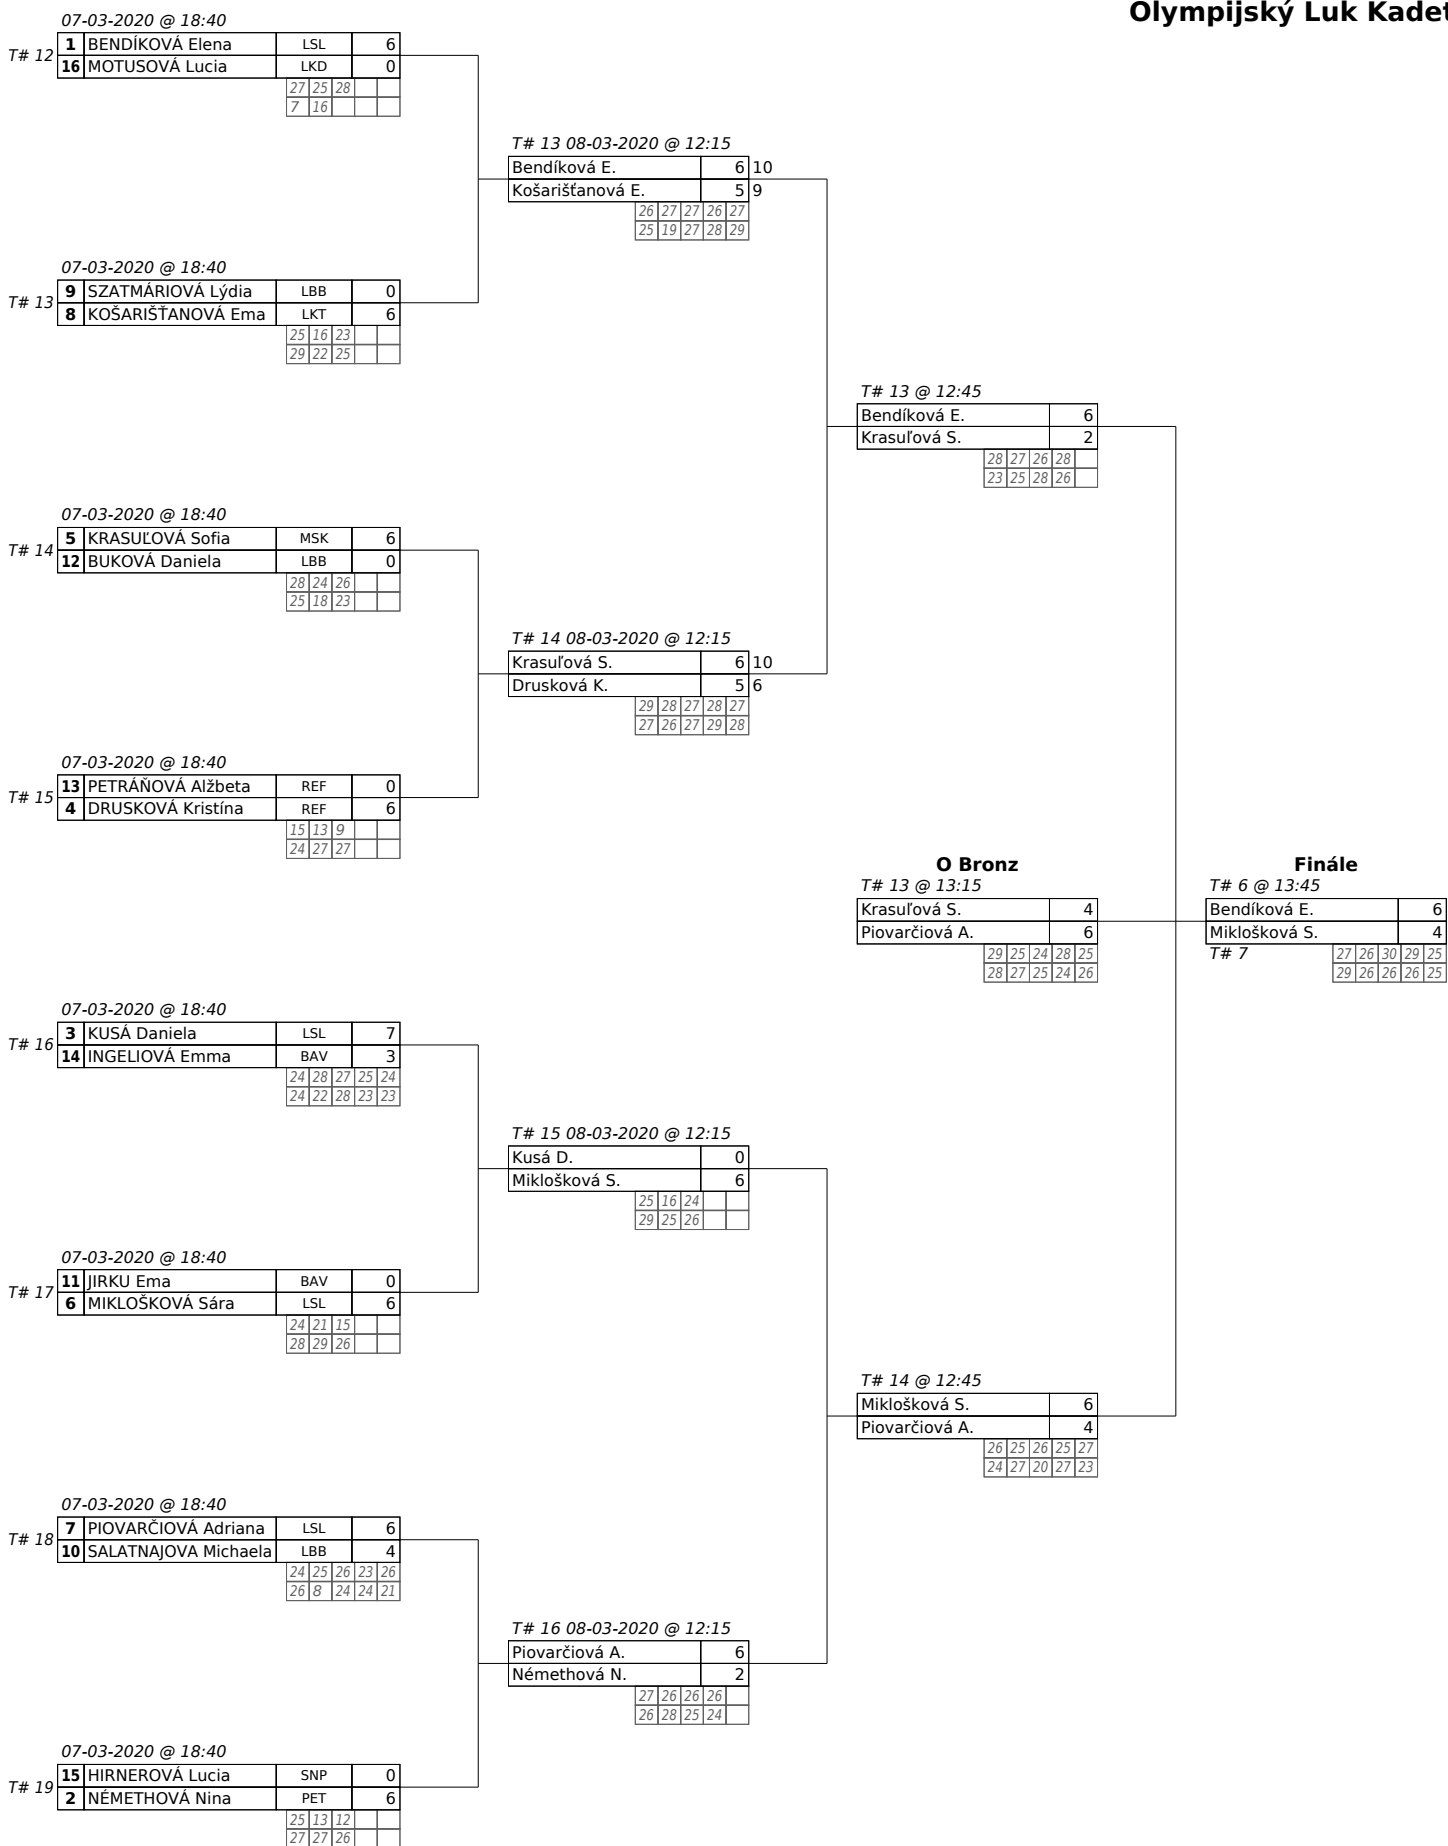 Olympijský Luk Kadet
07-03-2020 @ 18:40
T# 12
1 BENDÍKOVÁ Elena LSL 6
16 MOTUSOVÁ Lucia LKD 0
27 25 28
7 16
T# 13 08-03-2020 @ 12:15
Bendíková E. 6 10
Košarišťanová E. 5 9
26 27 27 26 27
25 19 27 28 29
07-03-2020 @ 18:40
T# 13
9 SZATMÁRIOVÁ Lýdia LBB 0
8 KOŠARIŠŤANOVÁ Ema LKT 6
25 16 23
29 22 25
T# 13 @ 12:45
Bendíková E. 6
Krasuľová S. 2
28 27 26 28
23 25 28 26
07-03-2020 @ 18:40
T# 14
5 KRASUĽOVÁ Sofia MSK 6
12 BUKOVÁ Daniela LBB 0
28 24 26
25 18 23
T# 14 08-03-2020 @ 12:15
Krasuľová S. 6 10
Drusková K. 5 6
29 28 27 28 27
27 26 27 29 28
07-03-2020 @ 18:40
T# 15
13 PETRÁŇOVÁ Alžbeta REF 0
4 DRUSKOVÁ Kristína REF 6
15 13 9
24 27 27
O Bronz
T# 13 @ 13:15
Krasuľová S. 4
Piovarčiová A. 6
29 25 24 28 25
28 27 25 24 26
Finále
T# 6 @ 13:45
Bendíková E. 6
Miklošková S. 4
T# 7
27 26 30 29 25
29 26 26 26 25
07-03-2020 @ 18:40
T# 16
3 KUSÁ Daniela LSL 7
14 INGELIOVÁ Emma BAV 3
24 28 27 25 24
24 22 28 23 23
T# 15 08-03-2020 @ 12:15
Kusá D. 0
Miklošková S. 6
25 16 24
29 25 26
07-03-2020 @ 18:40
T# 17
11 JIRKU Ema BAV 0
6 MIKLOŠKOVÁ Sára LSL 6
24 21 15
28 29 26
T# 14 @ 12:45
Miklošková S. 6
Piovarčiová A. 4
26 25 26 25 27
24 27 20 27 23
07-03-2020 @ 18:40
T# 18
7 PIOVARČIOVÁ Adriana LSL 6
10 SALATNAJOVA Michaela LBB 4
24 25 26 23 26
26 8 24 24 21
T# 16 08-03-2020 @ 12:15
Piovarčiová A. 6
Némethová N. 2
27 26 26 26
26 28 25 24
07-03-2020 @ 18:40
T# 19
15 HIRNEROVÁ Lucia SNP 0
2 NÉMETHOVÁ Nina PET 6
25 13 12
27 27 26